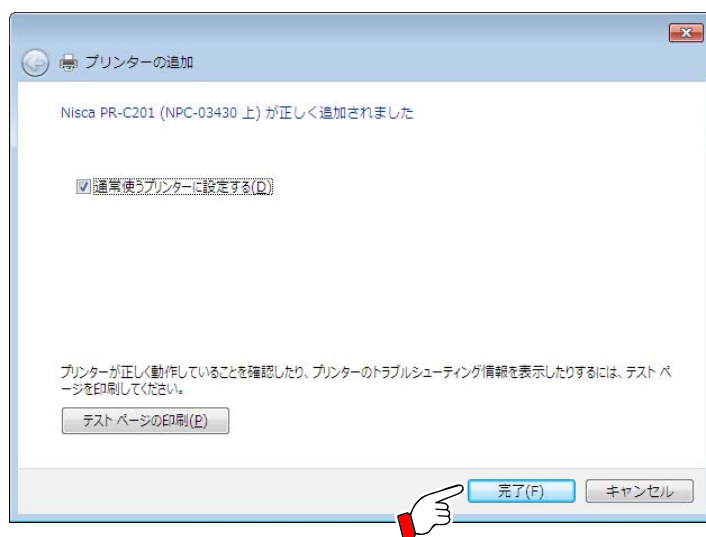 プリンターの追加
Nisca PR-C201 (NPC-03430 上) が正しく追加されました
通常使うプリンターに設定する(D)
プリンターが正しく動作していることを確認したり、プリンターのトラブルシューティング情報を表示したりするには、テスト ペ
ージを印刷してください。
テスト ページの印刷(P)
完了(F)
キャンセル